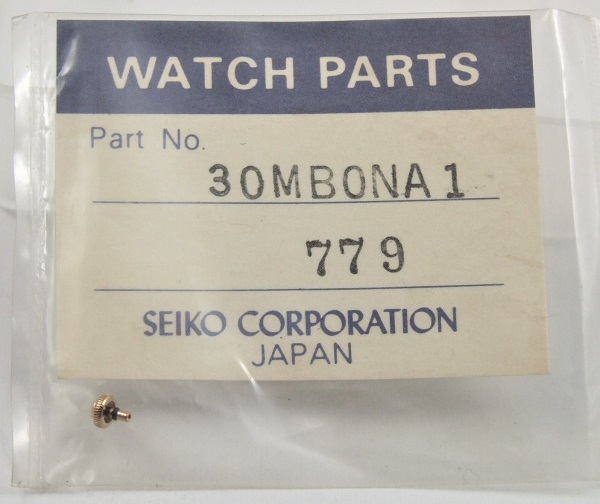 WATCH PARTS
Part No.
30MB0NA1
779
SEIKO CORPORATION
JAPAN